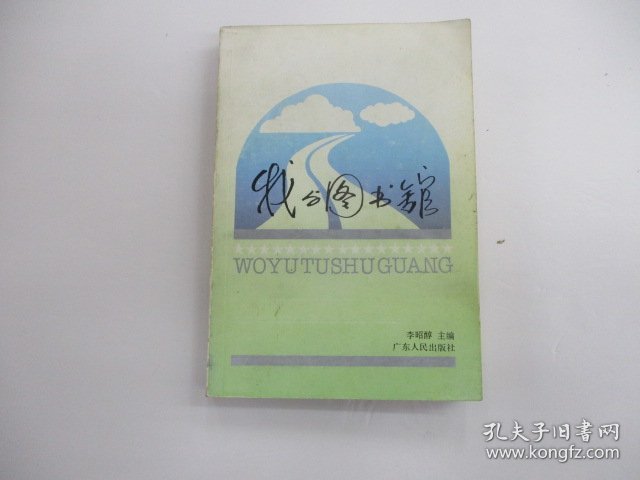 我与图书馆
WOYUTUSHUGUANG
李昭醇 主编
广东人民出版社
孔夫子旧书网
www.kongfz.com